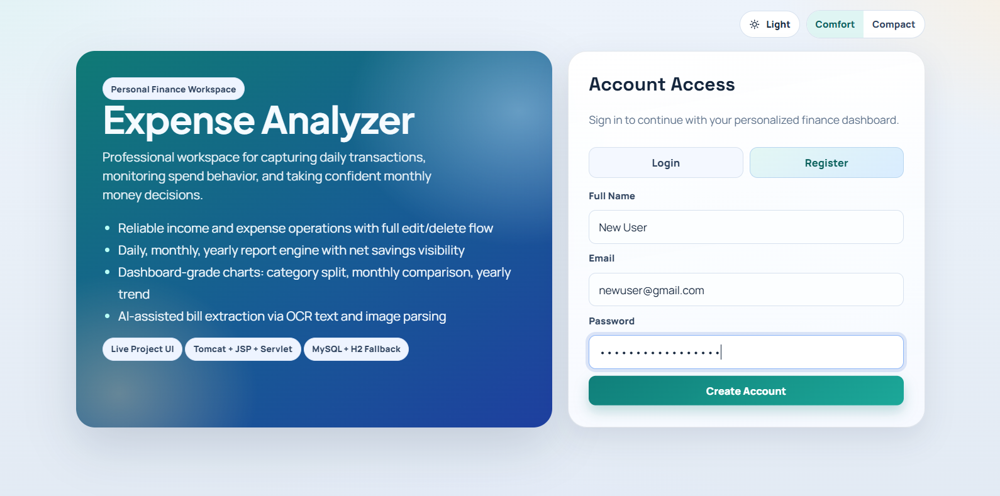 Light
Comfort
Compact
Personal Finance Workspace
Expense Analyzer
Professional workspace for capturing daily transactions,
monitoring spend behavior, and taking confident monthly
money decisions.
Reliable income and expense operations with full edit/delete flow
Daily, monthly, yearly report engine with net savings visibility
Dashboard-grade charts: category split, monthly comparison, yearly
trend
AI-assisted bill extraction via OCR text and image parsing
Live Project UI
Tomcat + JSP + Servlet
MySQL + H2 Fallback
Account Access
Sign in to continue with your personalized finance dashboard.
Login
Register
Full Name
New User
Email
newuser@gmail.com
Password
Create Account